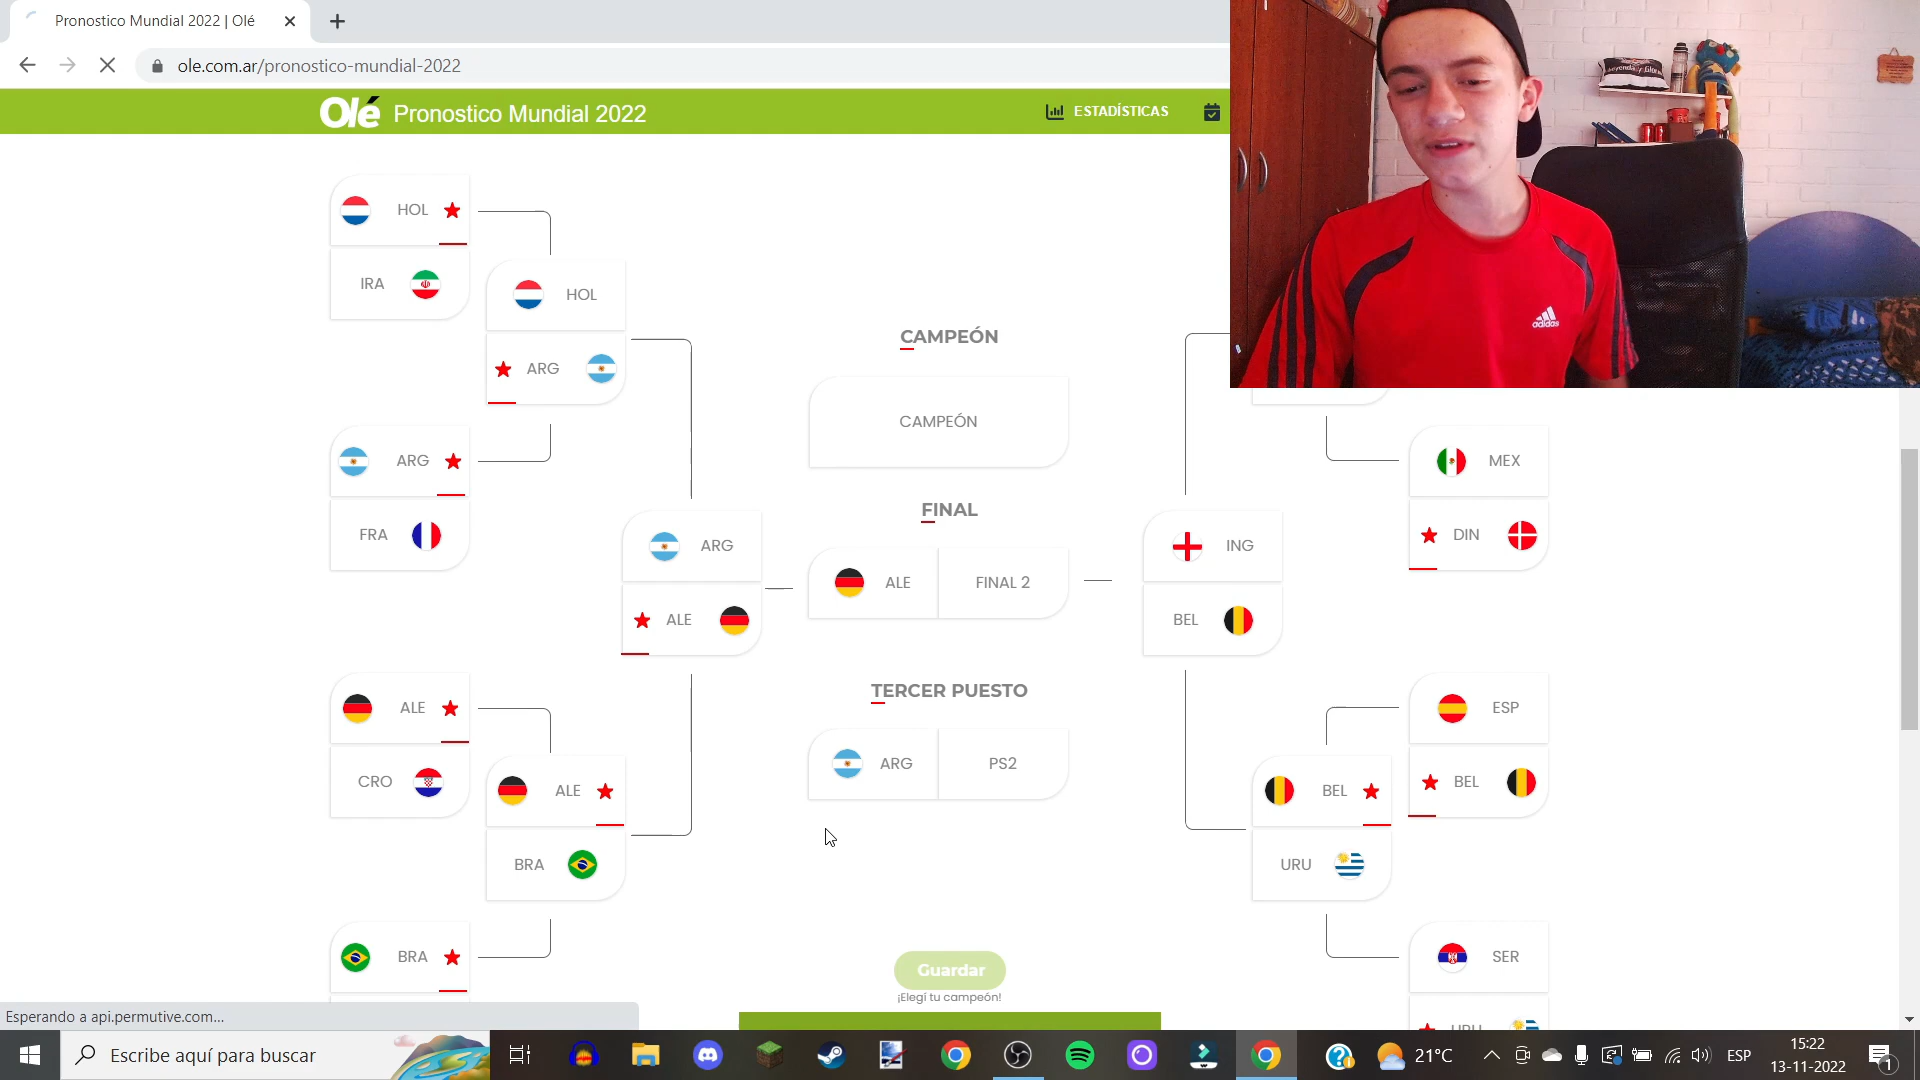 Pronostico Mundial 2022 | Olé
ole.com.ar/pronostico-mundial-2022
Olé Pronostico Mundial 2022
ESTADÍSTICAS
HOL
IRA
HOL
ARG
ARG
FRA
ARG
ALE
ALE
CRO
ALE
BRA
BRA
CAMPEÓN
CAMPEÓN
FINAL
ALE
FINAL 2
TERCER PUESTO
ARG
PS2
Guardar
¡Elegí tu campeón!
ING
BEL
MEX
DIN
ESP
BEL
BEL
URU
SER
URU
adidas
Esperando a api.permutive.com...
Escribe aquí para buscar
21°C
ESP
15:22
13-11-2022
1